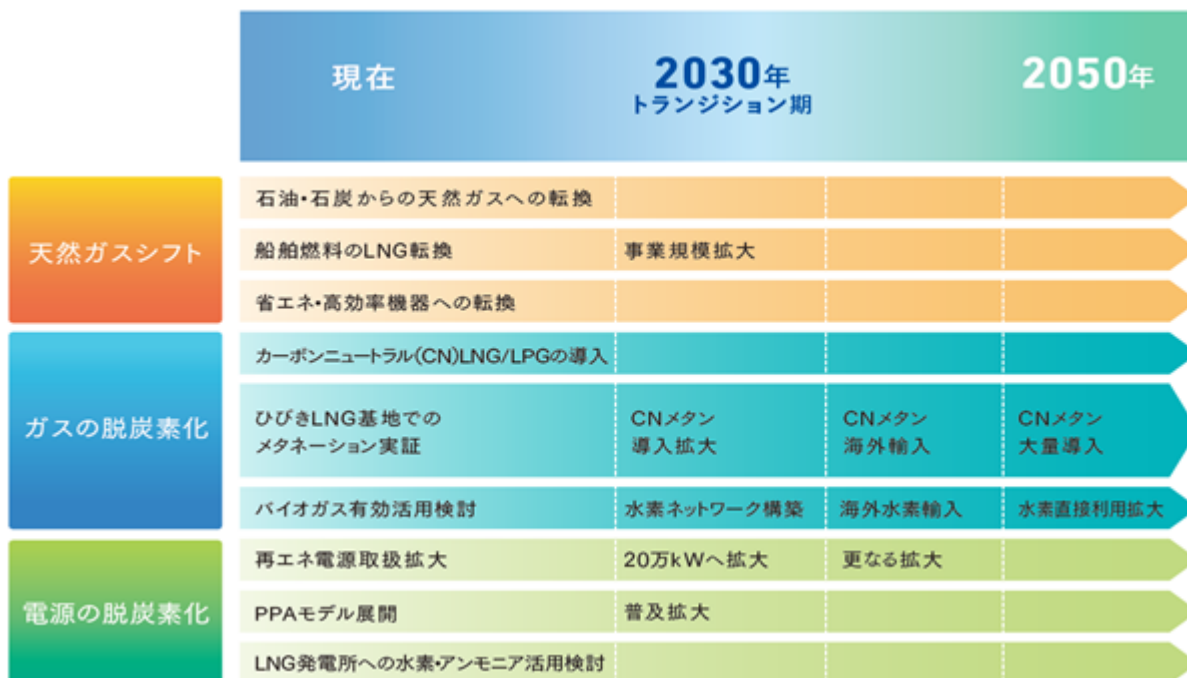 現在
2030年
トランジション期
2050年
天然ガスシフト
石油・石炭からの天然ガスへの転換
船舶燃料のLNG転換
事業規模拡大
省エネ・高効率機器への転換
ガスの脱炭素化
カーボンニュートラル(CN)LNG/LPGの導入
ひびきLNG基地での
メタネーション実証
CNメタン
導入拡大
CNメタン
海外輸入
CNメタン
大量導入
バイオガス有効活用検討
水素ネットワーク構築
海外水素輸入
水素直接利用拡大
電源の脱炭素化
再エネ電源取扱拡大
20万kWへ拡大
更なる拡大
PPAモデル展開
普及拡大
LNG発電所への水素・アンモニア活用検討